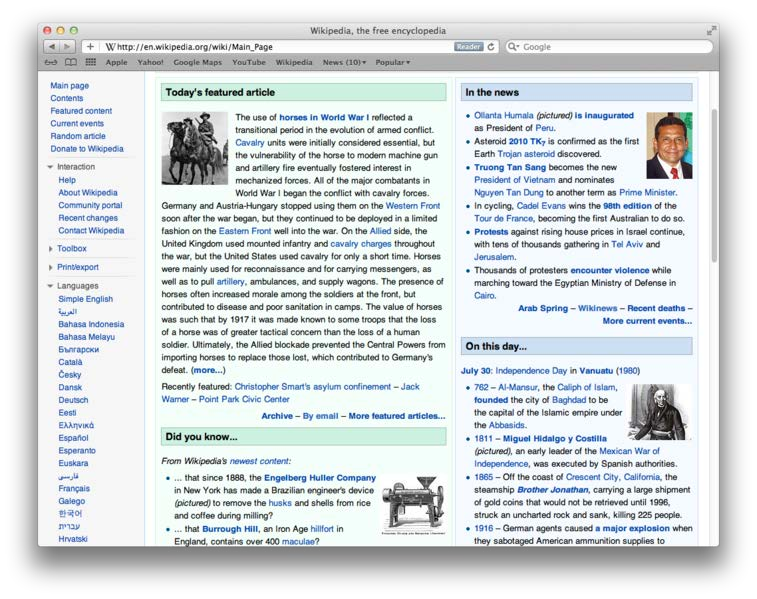 Wikipedia, the free encyclopedia
http://en.wikipedia.org/wiki/Main_Page
Reader
Google
Apple Yahoo! Google Maps YouTube Wikipedia News (10) Popular
Main page
Contents
Featured content
Current events
Random article
Donate to Wikipedia
Interaction
Help
About Wikipedia
Community portal
Recent changes
Contact Wikipedia
Toolbox
Print/export
Languages
Simple English
العربية
Bahasa Indonesia
Bahasa Melayu
Български
Català
Česky
Dansk
Deutsch
Eesti
Ελληνικά
Español
Esperanto
Euskara
فارسی
Français
Galego
한국어
עברית
Hrvatski
Today's featured article
The use of horses in World War I reflected a
transitional period in the evolution of armed conflict.
Cavalry units were initially considered essential, but
the vulnerability of the horse to modern machine gun
and artillery fire eventually fostered interest in
mechanized forces. All of the major combatants in
World War I began the conflict with cavalry forces.
Germany and Austria-Hungary stopped using them on the Western Front
soon after the war began, but they continued to be deployed in a limited
fashion on the Eastern Front well into the war. On the Allied side, the
United Kingdom used mounted infantry and cavalry charges throughout
the war, but the United States used cavalry for only a short time. Horses
were mainly used for reconnaissance and for carrying messengers, as
well as to pull artillery, ambulances, and supply wagons. The presence of
horses often increased morale among the soldiers at the front, but
contributed to disease and poor sanitation in camps. The value of horses
was such that by 1917 it was made known to some troops that the loss
of a horse was of greater tactical concern than the loss of a human
soldier. Ultimately, the Allied blockade prevented the Central Powers from
importing horses to replace those lost, which contributed to Germany's
defeat. (more...)
Recently featured: Christopher Smart's asylum confinement – Jack
Warner – Point Park Civic Center
Archive – By email – More featured articles...
Did you know...
From Wikipedia's newest content:
... that since 1888, the Engelberg Huller Company
in New York has made a Brazilian engineer's device
(pictured) to remove the husks and shells from rice
and coffee during milling?
... that Burrough Hill, an Iron Age hillfort in
England, contains over 400 maculae?
In the news
Ollanta Humala (pictured) is inaugurated
as President of Peru.
Asteroid 2010 TK7 is confirmed as the first
Earth Trojan asteroid discovered.
Truong Tan Sang becomes the new
President of Vietnam and nominates
Nguyen Tan Dung to another term as Prime Minister.
In cycling, Cadel Evans wins the 98th edition of the
Tour de France, becoming the first Australian to do so.
Protests against rising house prices in Israel continue,
with tens of thousands gathering in Tel Aviv and
Jerusalem.
Thousands of protesters encounter violence while
marching toward the Egyptian Ministry of Defense in
Cairo.
Arab Spring – Wikinews – Recent deaths –
More current events...
On this day...
July 30: Independence Day in Vanuatu (1980)
762 – Al-Mansur, the Caliph of Islam,
founded the city of Baghdad to be
the capital of the Islamic empire under
the Abbasids.
1811 – Miguel Hidalgo y Costilla
(pictured), an early leader of the Mexican War of
Independence, was executed by Spanish authorities.
1865 – Off the coast of Crescent City, California, the
steamship Brother Jonathan, carrying a large shipment
of gold coins that would not be retrieved until 1996,
struck an uncharted rock and sank, killing 225 people.
1916 – German agents caused a major explosion when
they sabotaged American ammunition supplies to